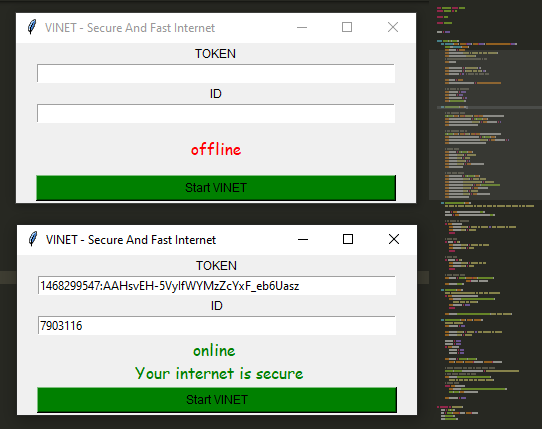 VINET - Secure And Fast Internet
TOKEN
ID
offline
Start VINET
VINET - Secure And Fast Internet
TOKEN
1468299547:AAHsvEH-5VylfWYMzZcYxF_eb6Uasz
ID
7903116
online
Your internet is secure
Start VINET